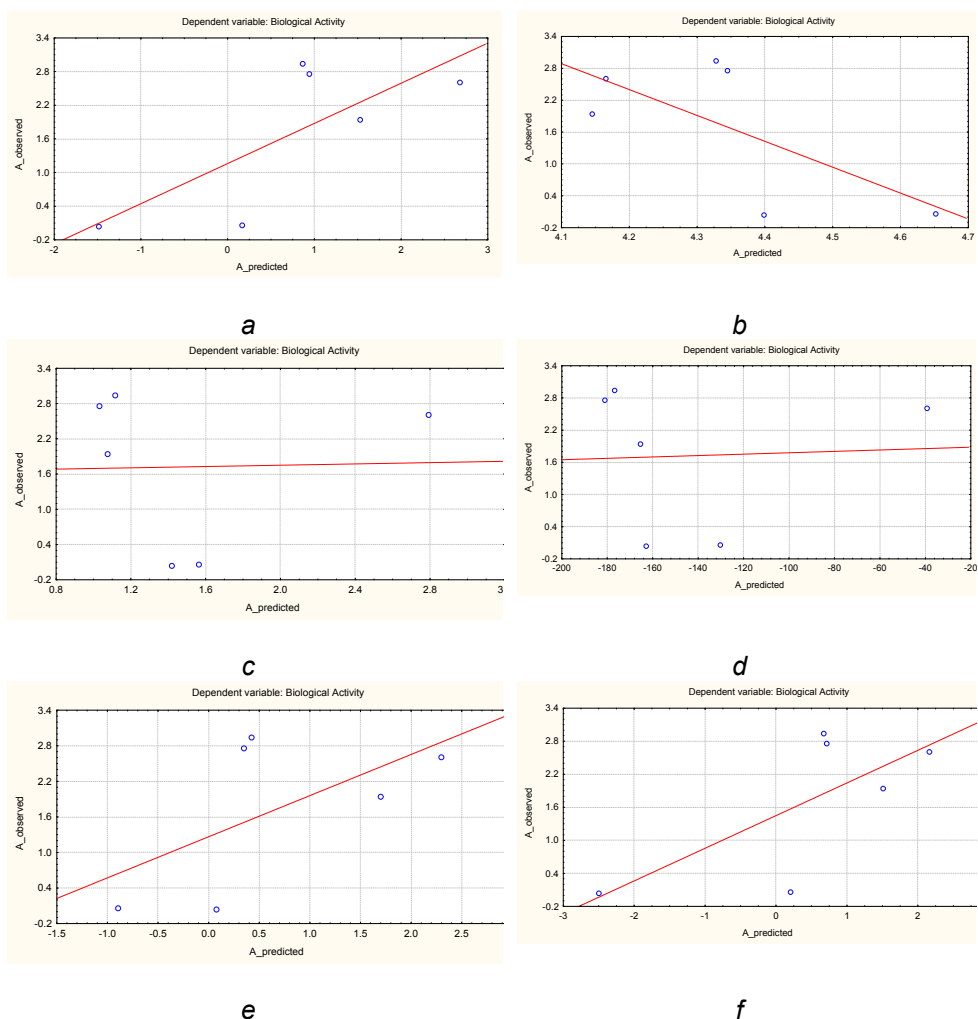 Dependent variable: Biological Activity
3.4
2.8
2.2
1.6
1.0
0.4
-0.2
A_observed
-2 -1 0 1 2 3
A_predicted
a
Dependent variable: Biological Activity
3.4
2.8
2.2
1.6
1.0
0.4
-0.2
A_observed
4.1 4.2 4.3 4.4 4.5 4.6 4.7
A_predicted
b
Dependent variable: Biological Activity
3.4
2.8
2.2
1.6
1.0
0.4
-0.2
A_observed
0.8 1.2 1.6 2.0 2.4 2.8 3
A_predicted
c
Dependent variable: Biological Activity
3.4
2.8
2.2
1.6
1.0
0.4
-0.2
A_observed
-200 -180 -160 -140 -120 -100 -80 -60 -40 -20
A_predicted
d
Dependent variable: Biological Activity
3.4
2.8
2.2
1.6
1.0
0.4
-0.2
A_observed
-1.5 -1.0 -0.5 0.0 0.5 1.0 1.5 2.0 2.5
A_predicted
e
Dependent variable: Biological Activity
3.4
2.8
2.2
1.6
1.0
0.4
-0.2
A_observed
-3 -2 -1 0 1 2
A_predicted
f